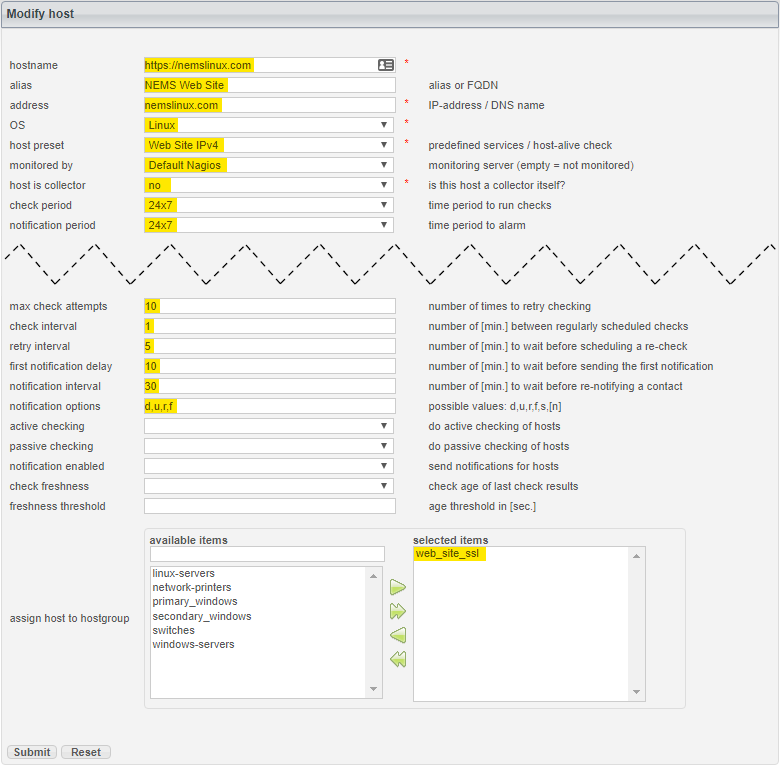 Modify host
hostname https://nemslinux.com *
alias NEMS Web Site alias or FQDN
address nemslinux.com * IP-address / DNS name
OS Linux *
host preset Web Site IPv4 * predefined services / host-alive check
monitored by Default Nagios monitoring server (empty = not monitored)
host is collector no * is this host a collector itself?
check period 24x7 time period to run checks
notification period 24x7 time period to alarm
max check attempts 10 number of times to retry checking
check interval 1 number of [min.] between regularly scheduled checks
retry interval 5 number of [min.] to wait before scheduling a re-check
first notification delay 10 number of [min.] to wait before sending the first notification
notification interval 30 number of [min.] to wait before re-notifying a contact
notification options d,u,r,f possible values: d,u,r,f,s,[n]
active checking do active checking of hosts
passive checking do passive checking of hosts
notification enabled send notifications for hosts
check freshness check age of last check results
freshness threshold age threshold in [sec.]
available items selected items
web_site_ssl
linux-servers
network-printers
primary_windows
secondary_windows
assign host to hostgroup
switches
windows-servers
Submit Reset